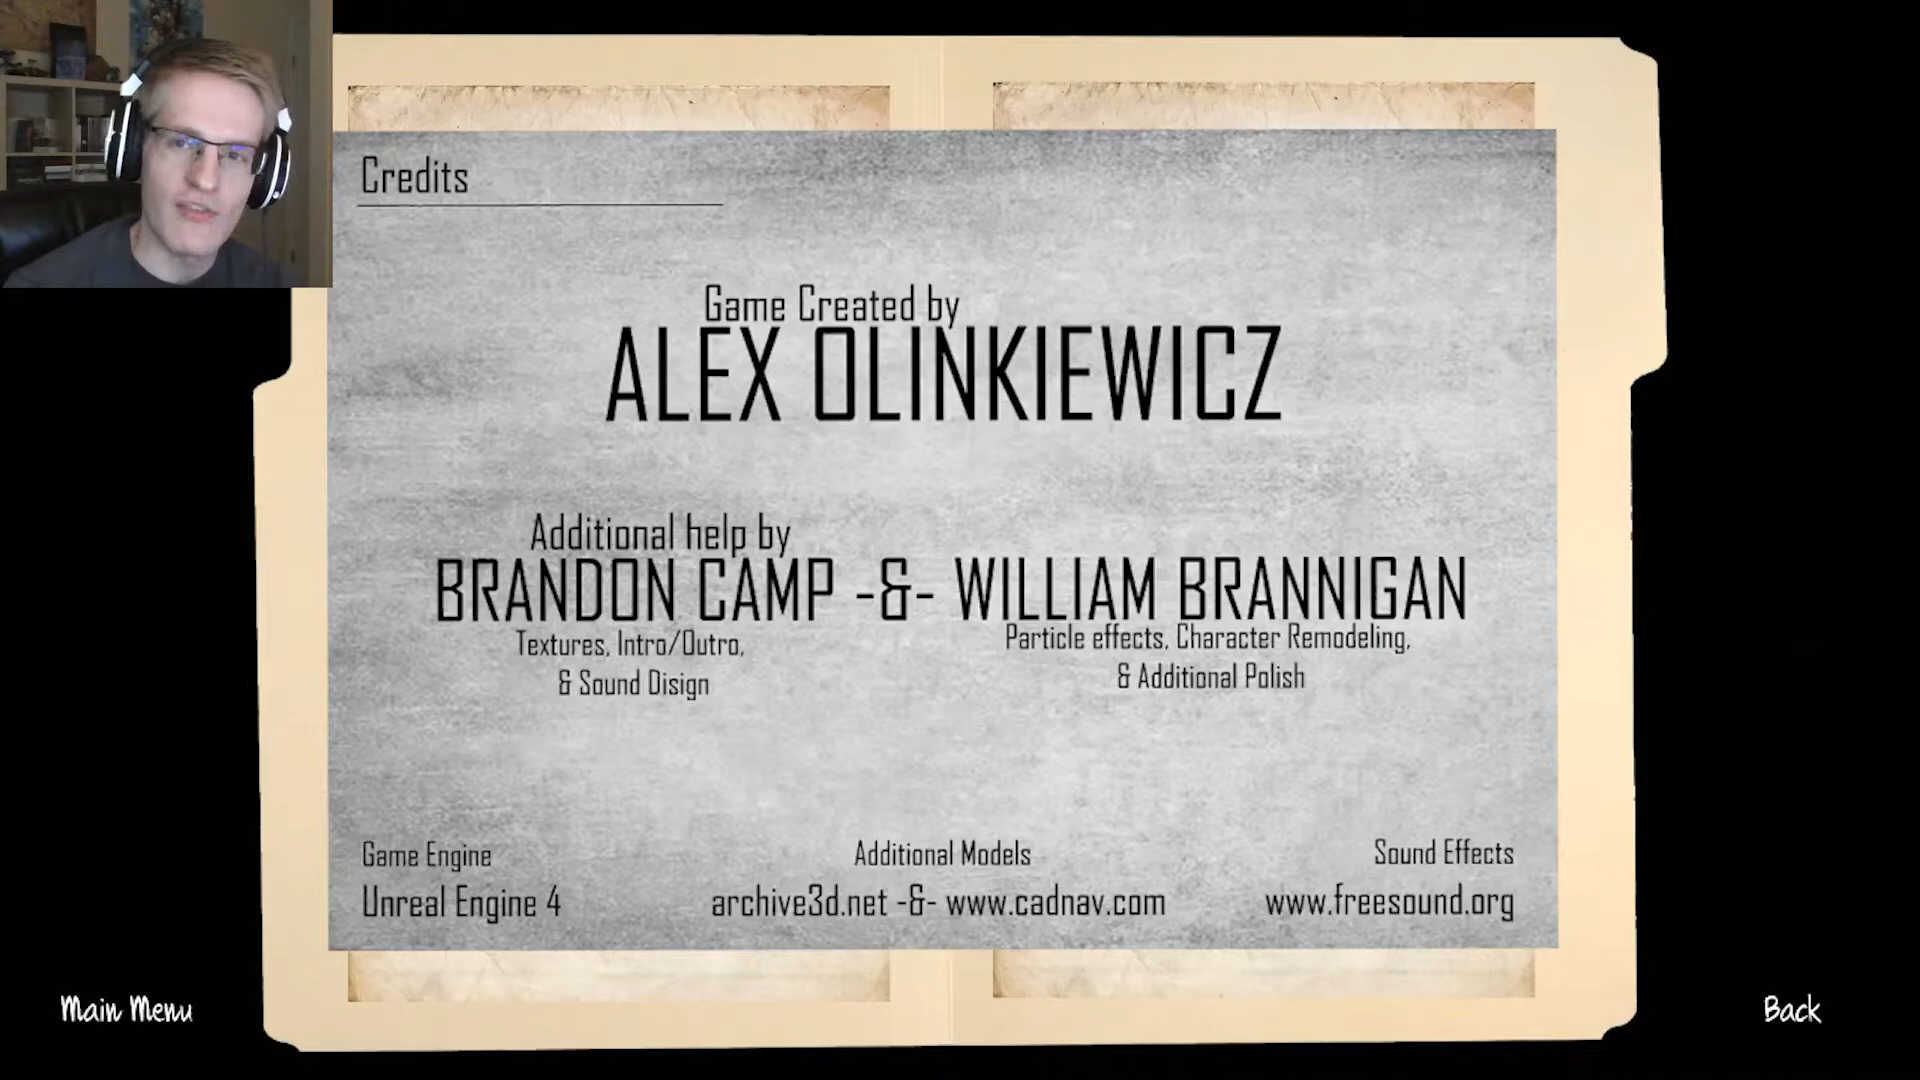 Credits
Game Created by
ALEX OLINKIEWICZ
Additional help by
BRANDON CAMP -&- WILLIAM BRANNIGAN
Textures, Intro/Outro,
& Sound Disign
Particle effects, Character Remodeling,
& Additional Polish
Game Engine
Unreal Engine 4
Additional Models
archive3d.net -&- www.cadnav.com
Sound Effects
www.freesound.org
Main Menu
Back